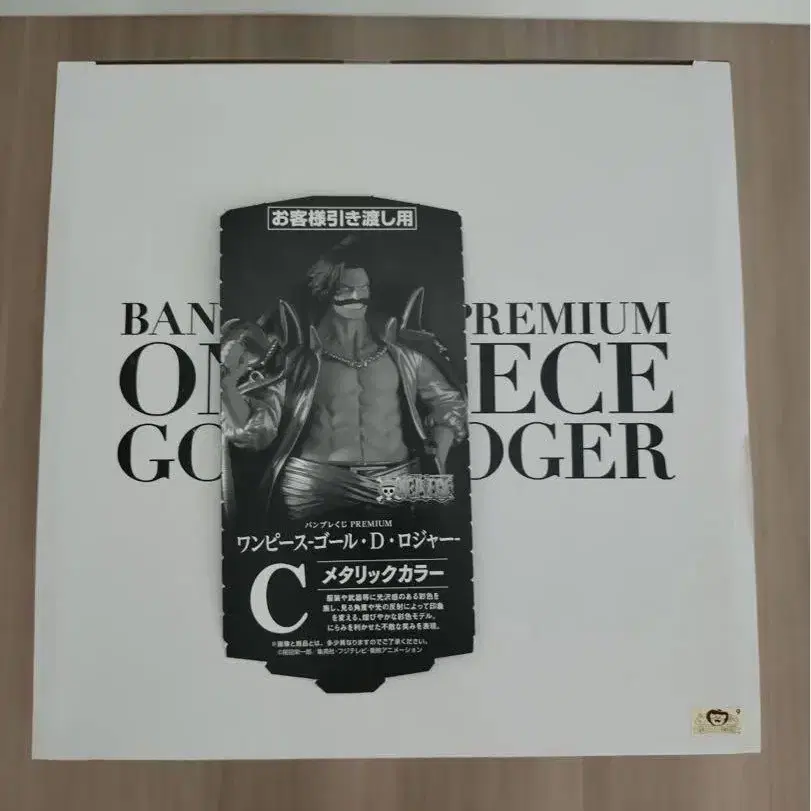 お客様引き渡し用
BAN PREMIUM
O ECE
GO OGER
バンプレくじ PREMIUM
ワンピース-ゴール・D・ロジャー-
C メタリックカラー
服装や武器等に光沢感のある彩色を
施し、見る角度や光の反射によって印象
を変える、煌びやかな彩色モデル。
にらみを利かせた不敵な笑みを表現。
※画像と商品とは、多少異なりますのでご了承ください。
©尾田栄一郎/集英社・フジテレビ・東映アニメーション